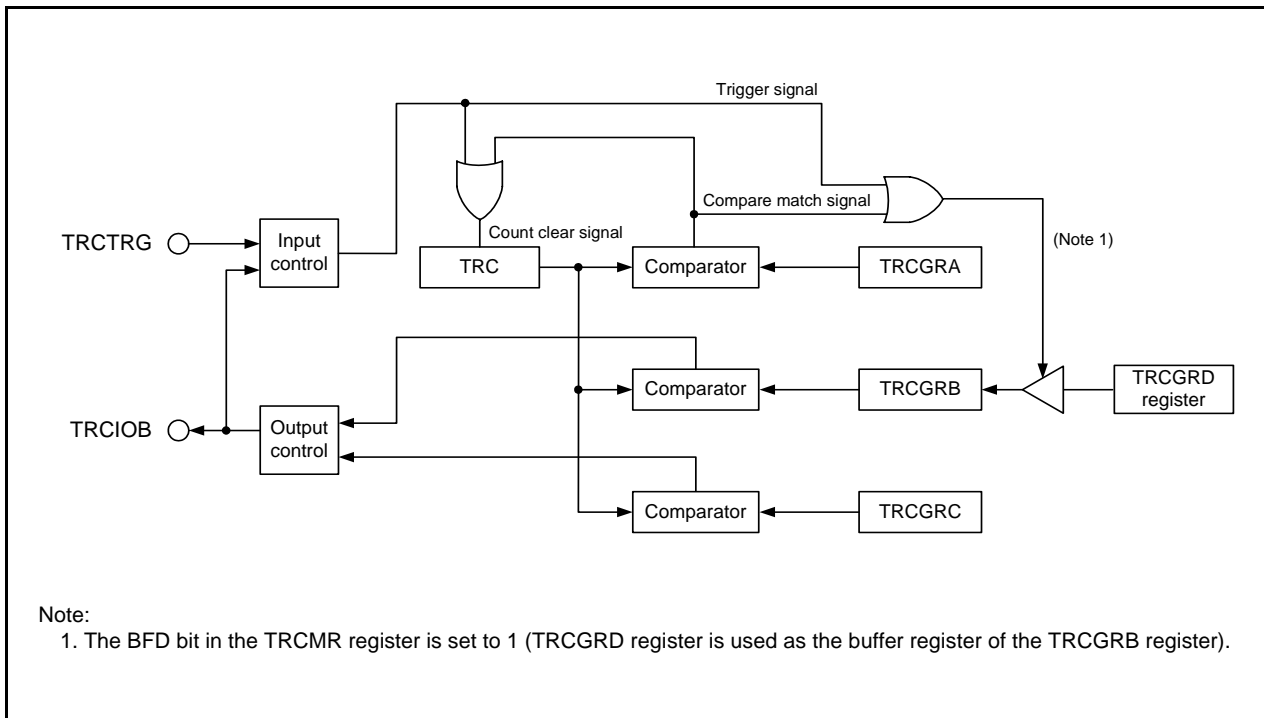 Trigger signal
Compare match signal
Count clear signal
(Note 1)
TRCTRG
Input
control
TRC
Comparator
TRCGRA
TRCIOB
Output
control
Comparator
TRCGRB
TRCGRD
register
Comparator
TRCGRC
Note:
1. The BFD bit in the TRCMR register is set to 1 (TRCGRD register is used as the buffer register of the TRCGRB register).